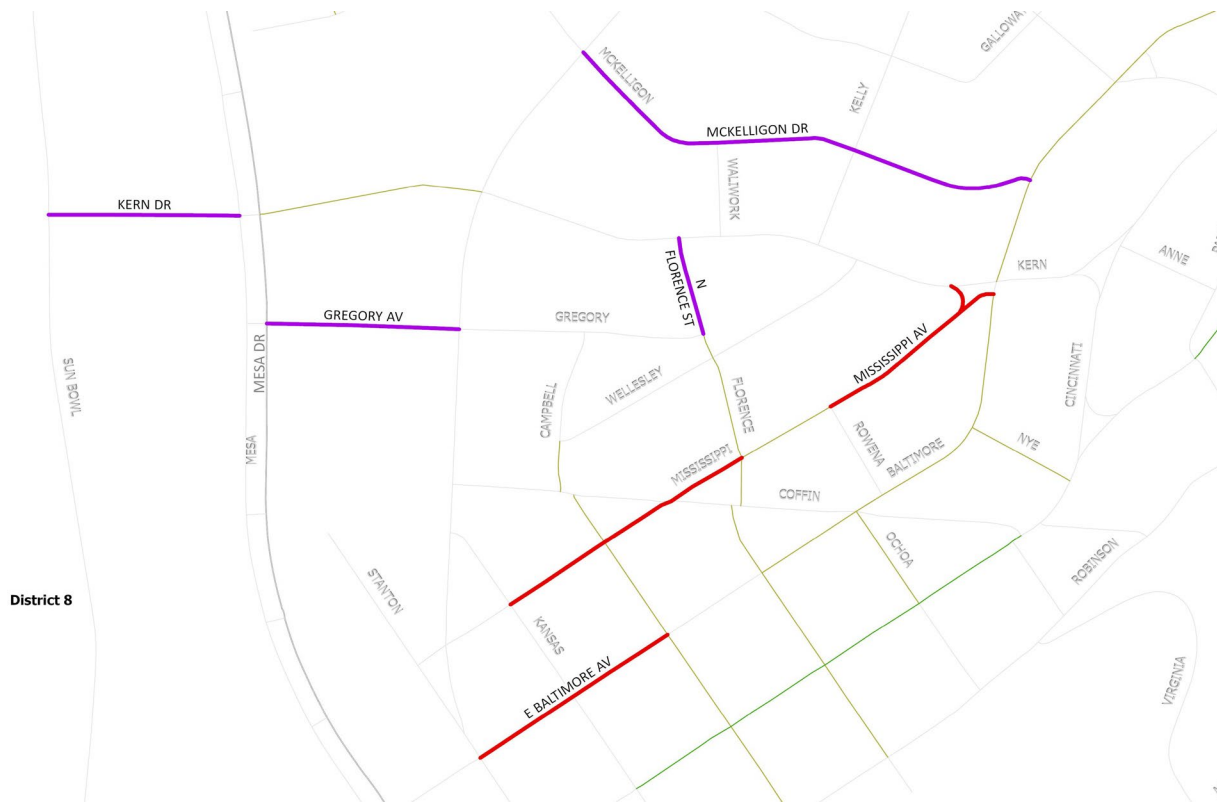 GALLOWAY
MCKELLIGON
KELLY
MCKELLIGON DR
WALIWORK
KERN DR
ANNE
KERN
N
FLORENCE ST
GREGORY AV
GREGORY
MESA DR
MISSISSIPPI AV
SUN BOWL
CINCINNATI
WELLESLEY
CAMPBELL
FLORENCE
MESA
ROWENA
BALTIMORE
NYE
MISSISSIPPI
COFFIN
OCHOA
ROBINSON
STANTON
District 8
KANSAS
E BALTIMORE AV
VIRGINIA